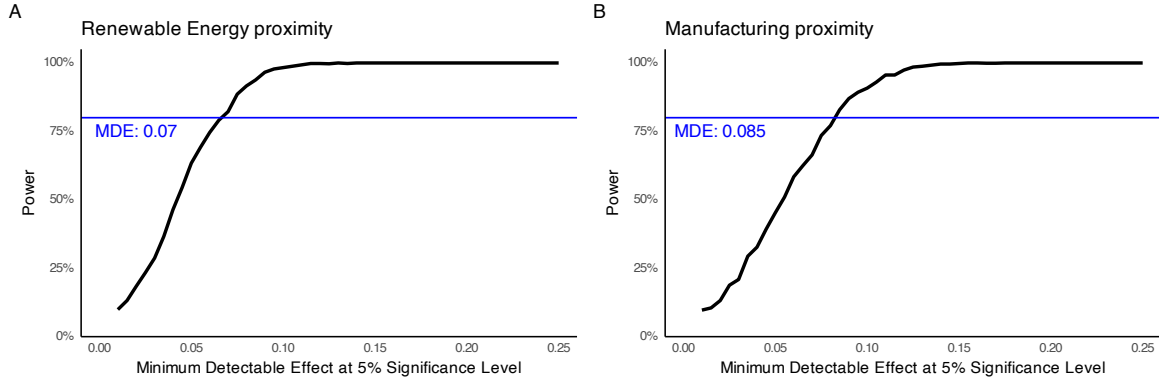 A
Renewable Energy proximity
100%
MDE: 0.07
75%
50%
25%
0%
Power
0.00 0.05 0.10 0.15 0.20 0.25
Minimum Detectable Effect at 5% Significance Level
B
Manufacturing proximity
100%
MDE: 0.085
75%
50%
25%
0%
Power
0.00 0.05 0.10 0.15 0.20 0.25
Minimum Detectable Effect at 5% Significance Level